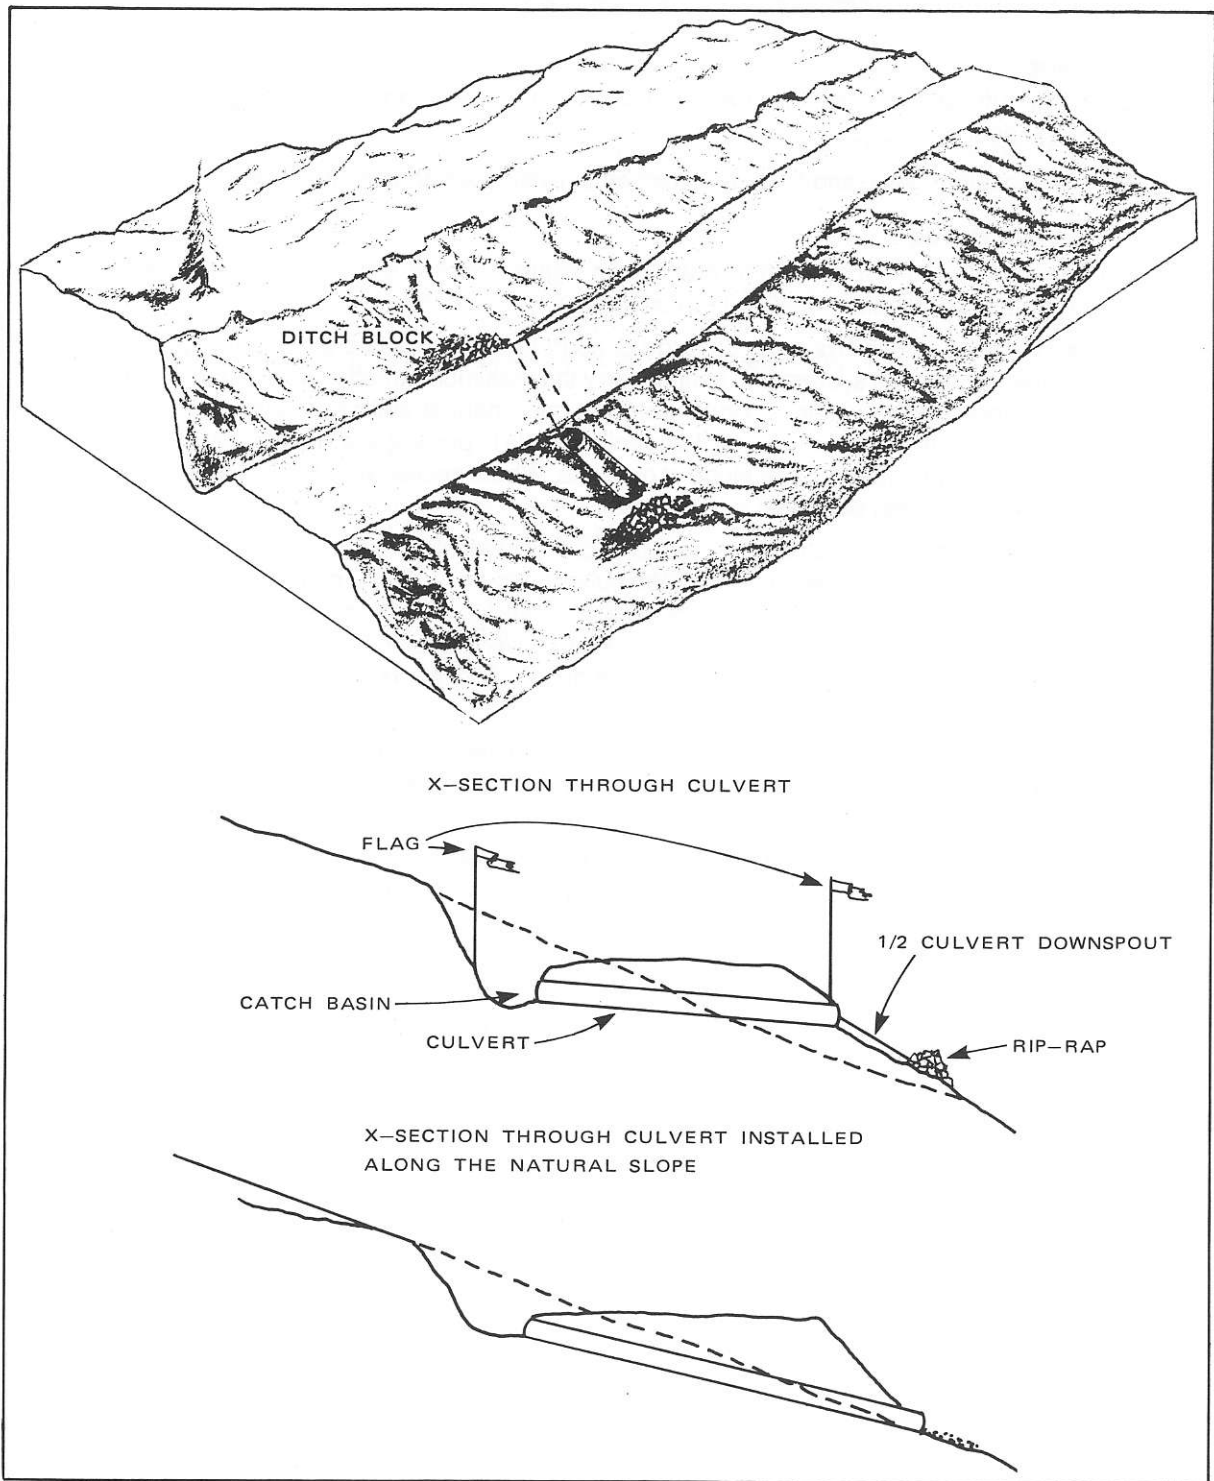 DITCH BLOCK
X–SECTION THROUGH CULVERT
FLAG
1/2 CULVERT DOWNSPOUT
CATCH BASIN
CULVERT
RIP–RAP
X–SECTION THROUGH CULVERT INSTALLED
ALONG THE NATURAL SLOPE